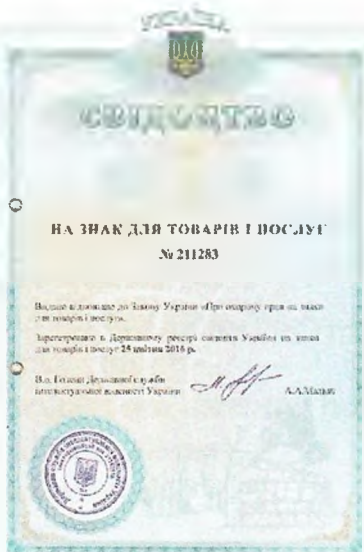 УКРАЇНА
СВІДОЦТВО
НА ЗНАК ДЛЯ ТОВАРІВ І ПОСЛУГ
№ 211283
Видано відповідно до Закону України «Про охорону прав на знаки
для товарів і послуг».
Зареєстровано в Державному реєстрі свідоцтв України на знаки
для товарів і послуг 25 квітня 2016 р.
В.о. Голови Державної служби
інтелектуальної власності України